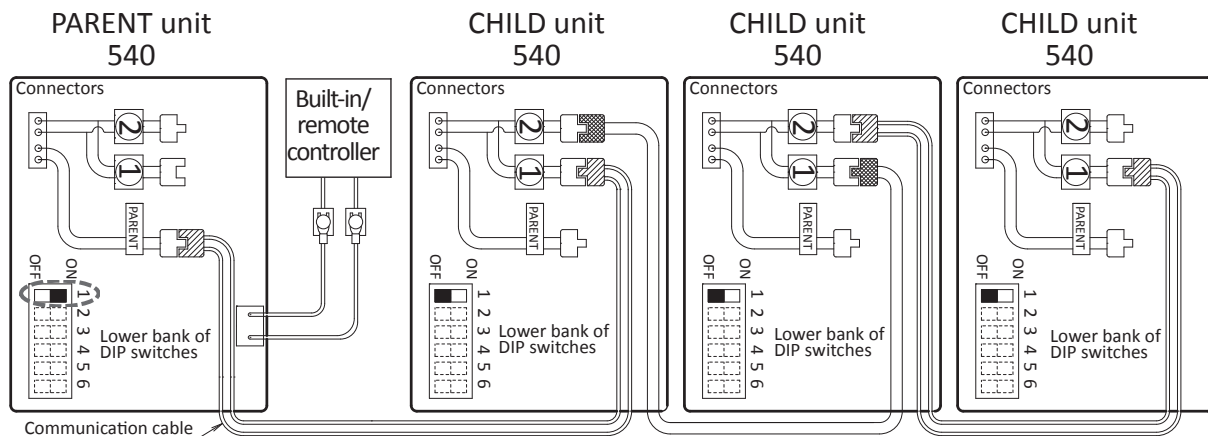 PARENT unit
540
Connectors
2
1
PARENT
OFF
ON
1
2
3
4
5
6
Lower bank of
DIP switches
Built-in/
remote
controller
Communication cable
CHILD unit
540
Connectors
2
1
PARENT
OFF
ON
1
2
3
4
5
6
Lower bank of
DIP switches
CHILD unit
540
Connectors
2
1
PARENT
OFF
ON
1
2
3
4
5
6
Lower bank of
DIP switches
CHILD unit
540
Connectors
2
1
PARENT
OFF
ON
1
2
3
4
5
6
Lower bank of
DIP switches